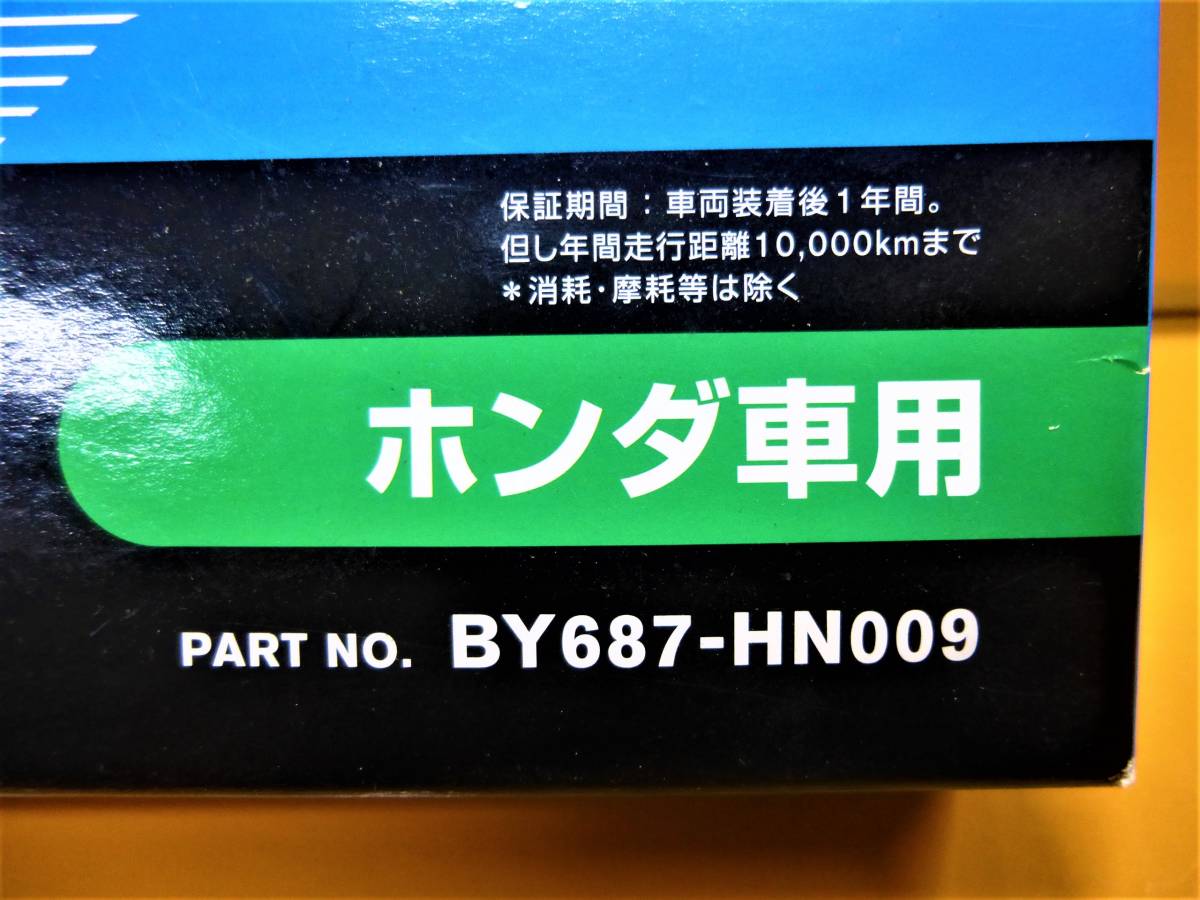 保証期間：車両装着後1年間。
但し年間走行距離10,000kmまで
＊消耗・摩耗等は除く
ホンダ車用
PART NO. BY687-HN009